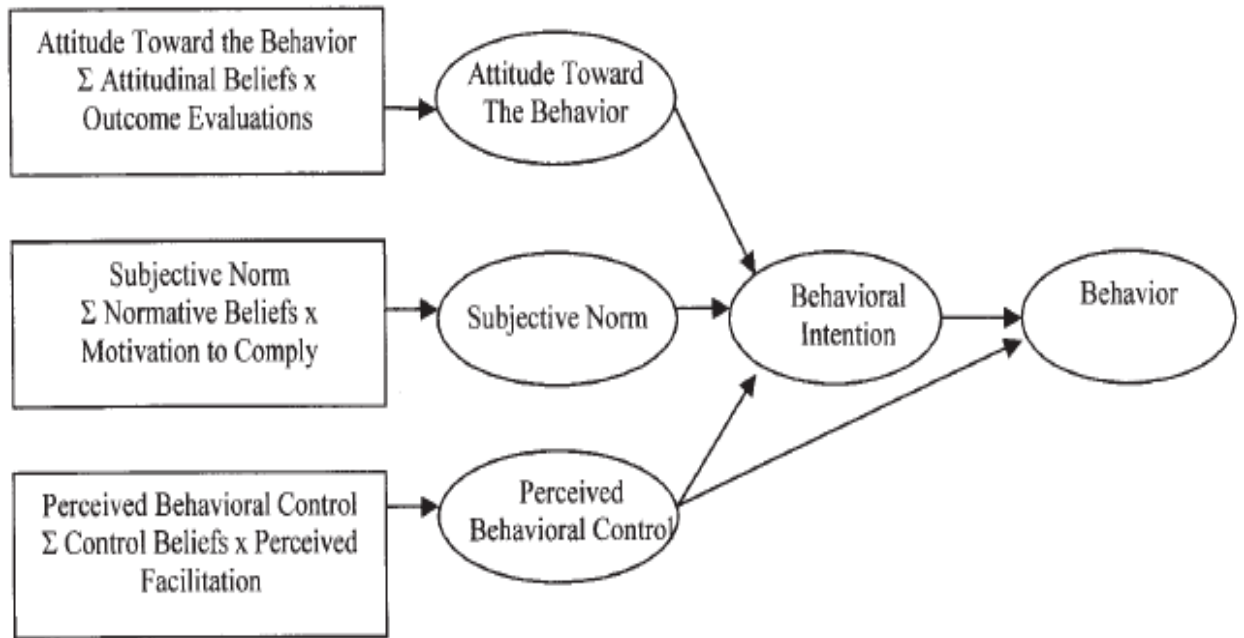 Attitude Toward the Behavior
Σ Attitudinal Beliefs x
Outcome Evaluations
Attitude Toward
The Behavior
Subjective Norm
Σ Normative Beliefs x
Motivation to Comply
Subjective Norm
Behavioral
Intention
Behavior
Perceived Behavioral Control
Σ Control Beliefs x Perceived
Facilitation
Perceived
Behavioral Control